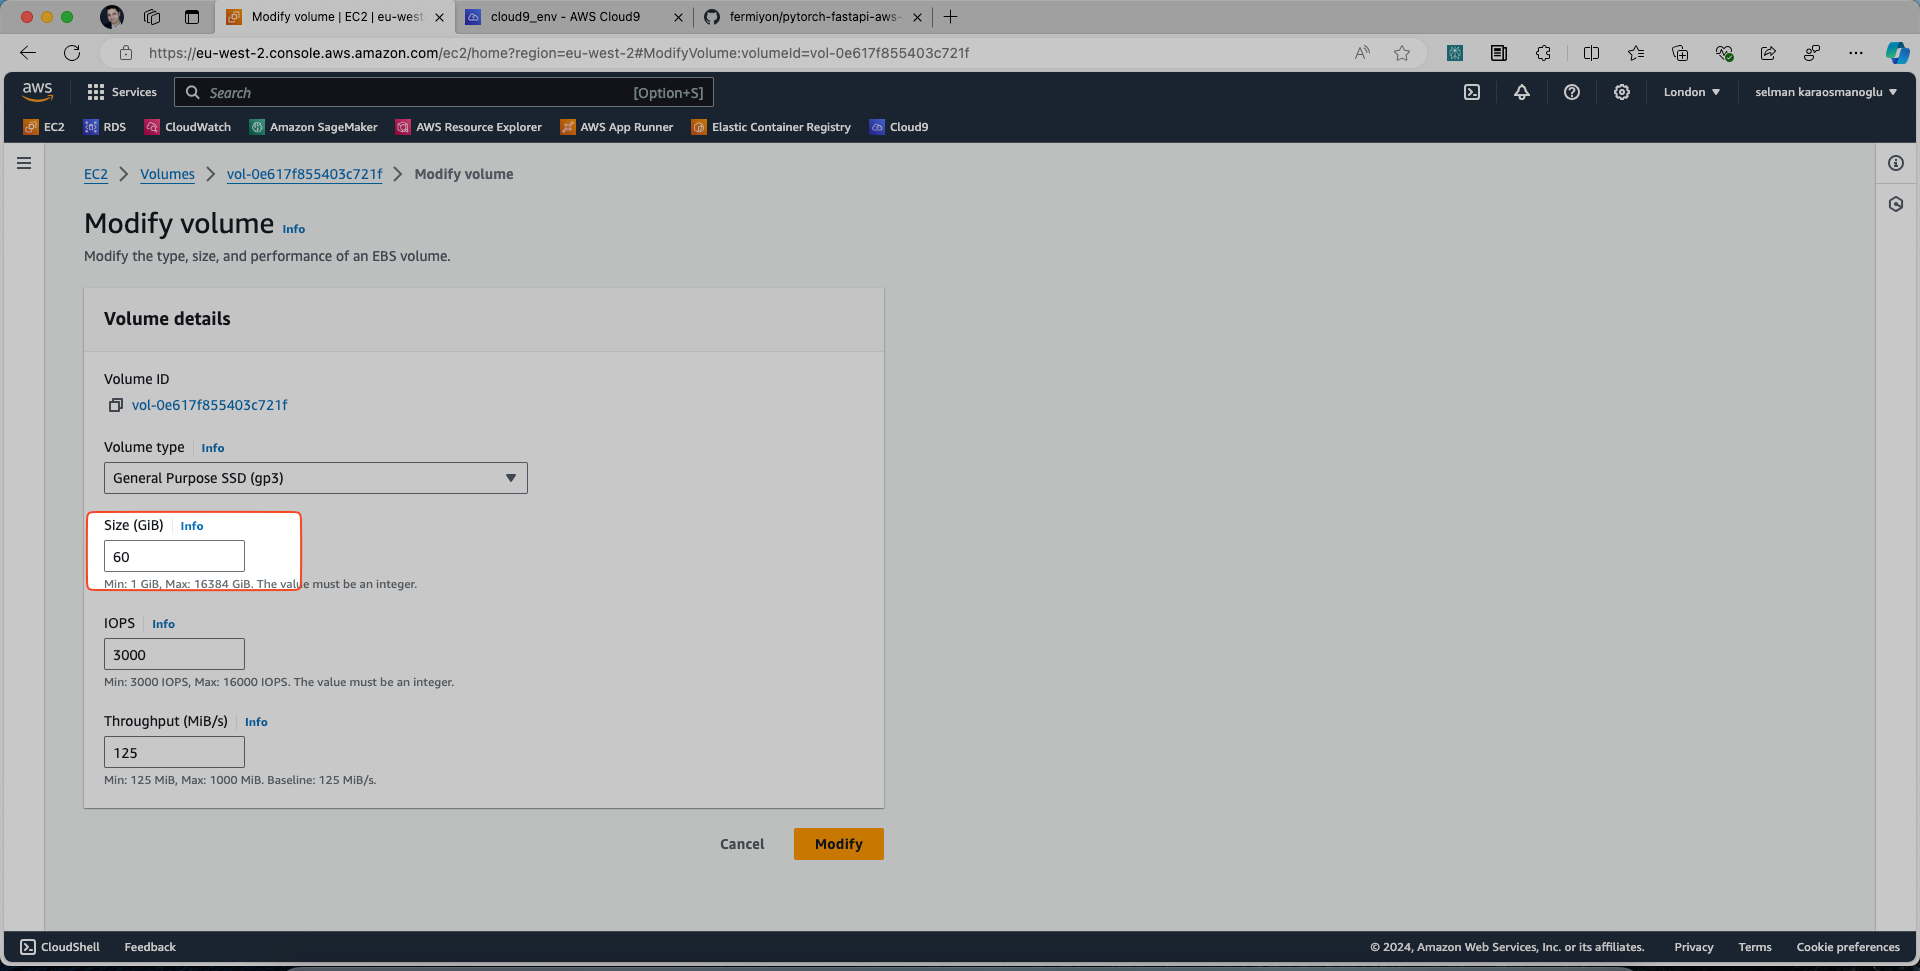 Modify volume | EC2 | eu-west
cloud9_env - AWS Cloud9
fermiyon/pytorch-fastapi-aws-
https://eu-west-2.console.aws.amazon.com/ec2/home?region=eu-west-2#ModifyVolume:volumeId=vol-0e617f855403c721f
aws
Services
Search
[Option+S]
London
selman karaosmanoglu
EC2
RDS
CloudWatch
Amazon SageMaker
AWS Resource Explorer
AWS App Runner
Elastic Container Registry
Cloud9
EC2 > Volumes > vol-0e617f855403c721f > Modify volume
Modify volume Info
Modify the type, size, and performance of an EBS volume.
Volume details
Volume ID
vol-0e617f855403c721f
Volume type Info
General Purpose SSD (gp3)
Size (GiB) Info
60
Min: 1 GiB, Max: 16384 GiB. The value must be an integer.
IOPS Info
3000
Min: 3000 IOPS, Max: 16000 IOPS. The value must be an integer.
Throughput (MiB/s) Info
125
Min: 125 MiB, Max: 1000 MiB. Baseline: 125 MiB/s.
Cancel
Modify
CloudShell
Feedback
© 2024, Amazon Web Services, Inc. or its affiliates.
Privacy
Terms
Cookie preferences